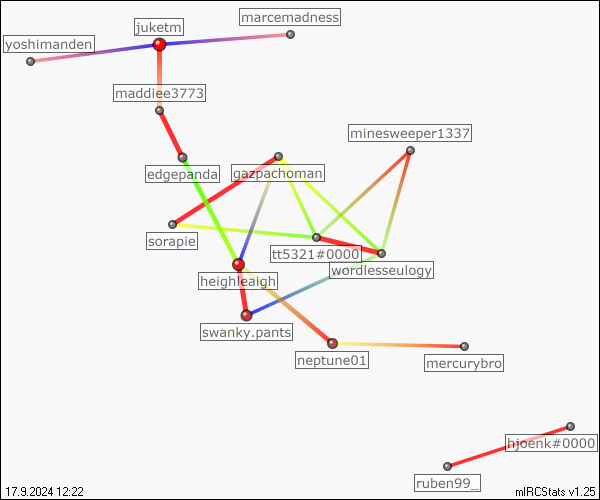 marcemadness
juketm
yoshimanden
maddiee3773
minesweeper1337
edgepanda
gazpachoman
sorapie
tt5321#0000
wordlesseulogy
heighleagh
swanky.pants
neptune01
mercurybro
hjoenk#0000
ruben99_
17.9.2024 12:22
mIRCStats v1.25